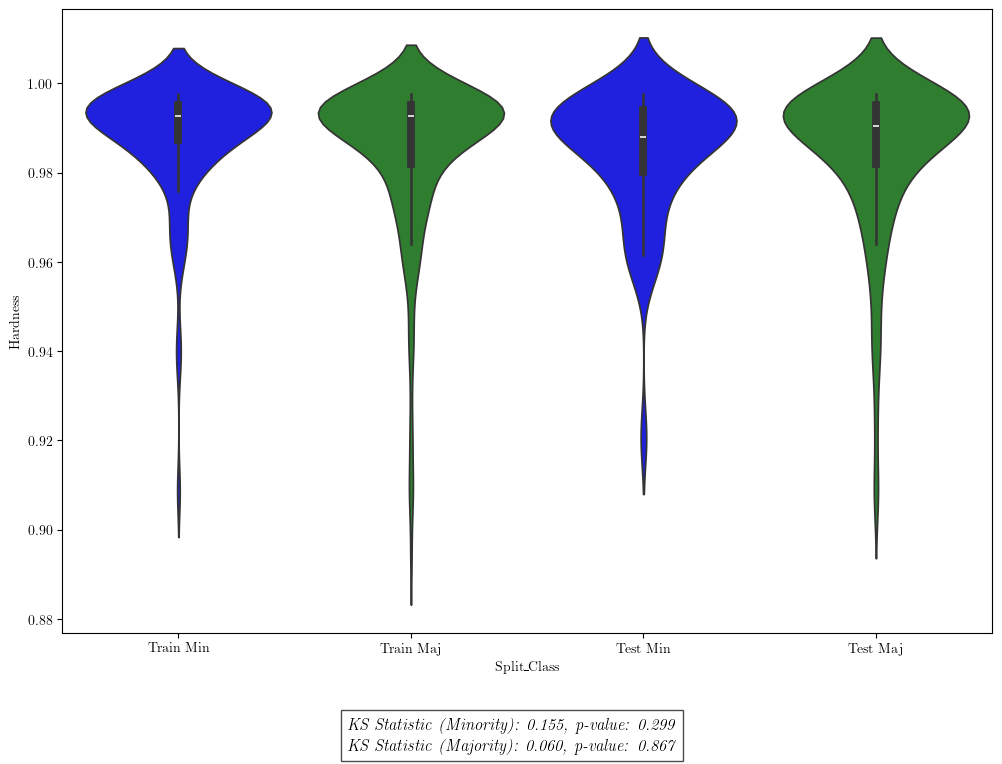 1.00
0.98
0.96
0.94
0.92
0.90
0.88
Hardness
Train Min
Train Maj
Test Min
Test Maj
Split_Class
KS Statistic (Minority): 0.155, p-value: 0.299
KS Statistic (Majority): 0.060, p-value: 0.867